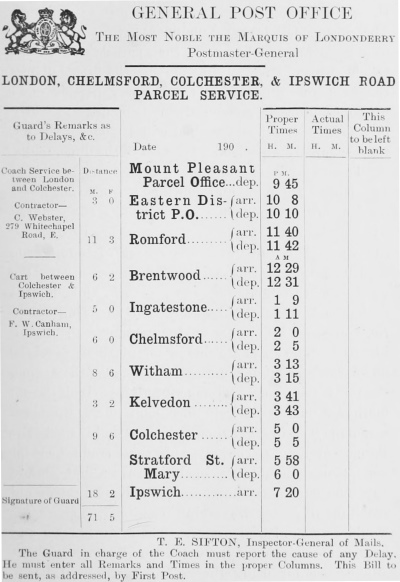 GENERAL POST OFFICE
THE MOST NOBLE THE MARQUIS OF LONDONDERRY
Postmaster-General
LONDON, CHELMSFORD, COLCHESTER, & IPSWICH ROAD
PARCEL SERVICE.
Guard's Remarks as
to Delays, &c.
Date 190 .
Proper
Times
H. M.
Actual
Times
H. M.
This
Column
to be left
blank
Coach Service be-
tween London
and Colchester.
Contractor—
C. Webster,
279 Whitechapel
Road, E.
Cart between
Colchester &
Ipswich.
Contractor—
F. W. Canham,
Ipswich.
Signature of Guard
Distance
M. F.
Mount Pleasant
P M.
Parcel Office...dep. 9 45
3 0 Eastern Dis- (arr. 10 8
trict P.O. ...... (dep. 10 10
11 3 Romford ......... (arr. 11 40
(dep. 11 42
A M
6 2 Brentwood ...... (arr. 12 29
(dep. 12 31
5 0 Ingatestone..... (arr. 1 9
(dep. 1 11
6 0 Chelmsford ..... (arr. 2 0
(dep. 2 5
8 6 Witham .......... (arr. 3 13
(dep. 3 15
3 2 Kelvedon ......... (arr. 3 41
(dep. 3 43
9 6 Colchester ...... (arr. 5 0
(dep. 5 5
Stratford St. (arr. 5 58
Mary .......... (dep. 6 0
18 2 Ipswich............arr. 7 20
71 5
T. E. SIFTON, Inspector-General of Mails.
The Guard in charge of the Coach must report the cause of any Delay.
He must enter all Remarks and Times in the proper Columns. This Bill to
be sent, as addressed, by First Post.